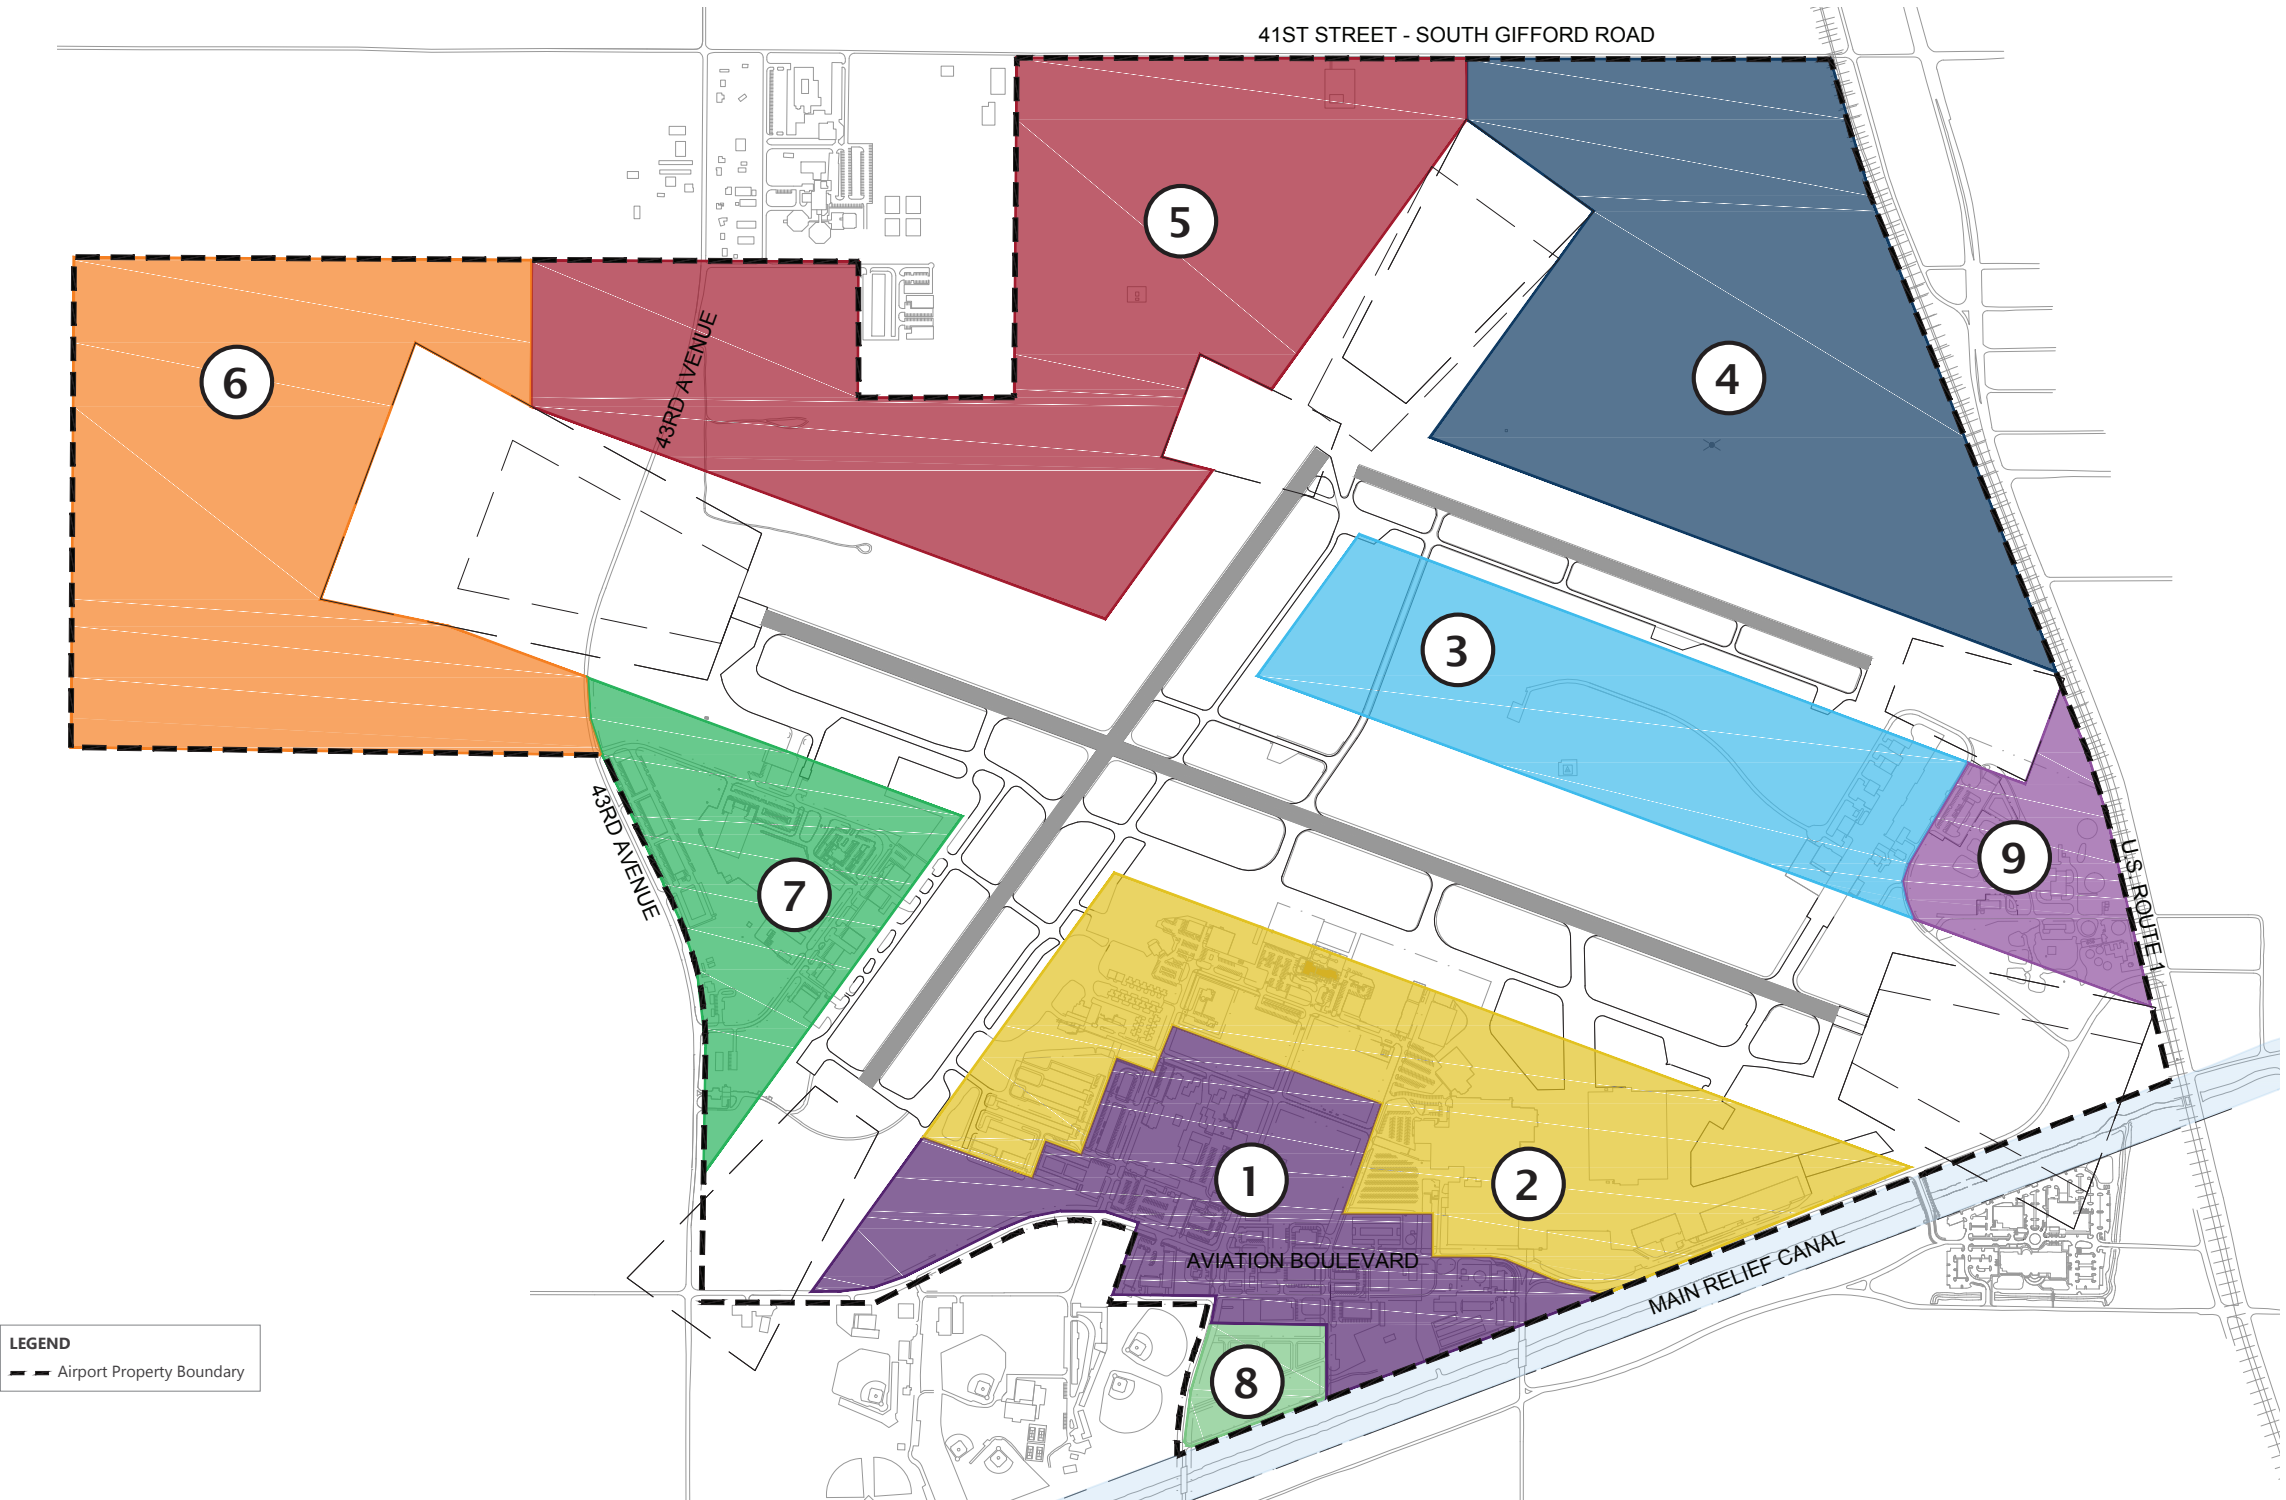 41ST STREET - SOUTH GIFFORD ROAD
5
4
6
43RD AVENUE
3
9
U.S. ROUTE 1
7
43RD AVENUE
1
2
AVIATION BOULEVARD
MAIN RELIEF CANAL
8
LEGEND
Airport Property Boundary